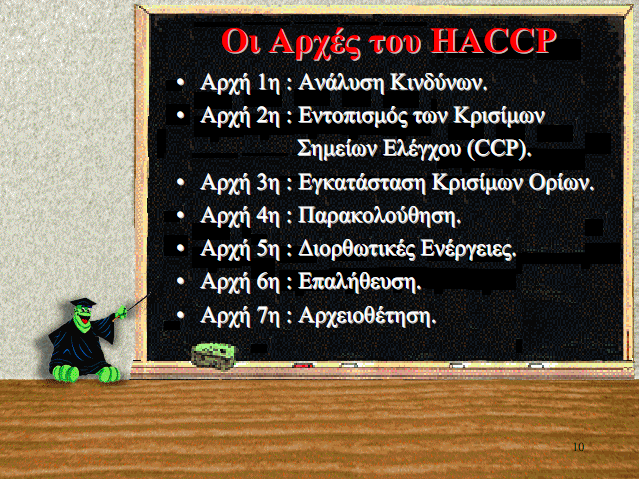 Οι Αρχές του HACCP
• Αρχή 1η : Ανάλυση Κινδύνων.
• Αρχή 2η : Εντοπισμός των Κρισίμων
Σημείων Ελέγχου (CCP).
• Αρχή 3η : Εγκατάσταση Κρισίμων Ορίων.
• Αρχή 4η : Παρακολούθηση.
• Αρχή 5η : Διορθωτικές Ενέργειες.
• Αρχή 6η : Επαλήθευση.
• Αρχή 7η : Αρχειοθέτηση.
10